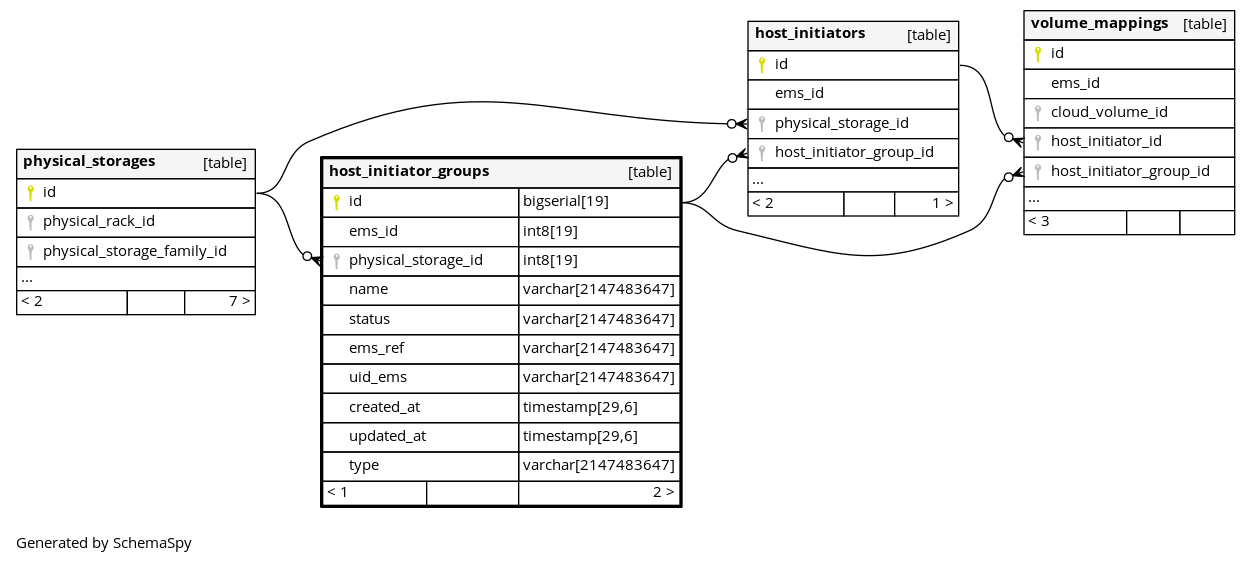 physical_storages [table]
id
physical_rack_id
physical_storage_family_id
...
< 2 7 >
host_initiator_groups [table]
id bigserial[19]
ems_id int8[19]
physical_storage_id int8[19]
name varchar[2147483647]
status varchar[2147483647]
ems_ref varchar[2147483647]
uid_ems varchar[2147483647]
created_at timestamp[29,6]
updated_at timestamp[29,6]
type varchar[2147483647]
< 1 2 >
host_initiators [table]
id
ems_id
physical_storage_id
host_initiator_group_id
...
< 2 1 >
volume_mappings [table]
id
ems_id
cloud_volume_id
host_initiator_id
host_initiator_group_id
...
< 3
Generated by SchemaSpy